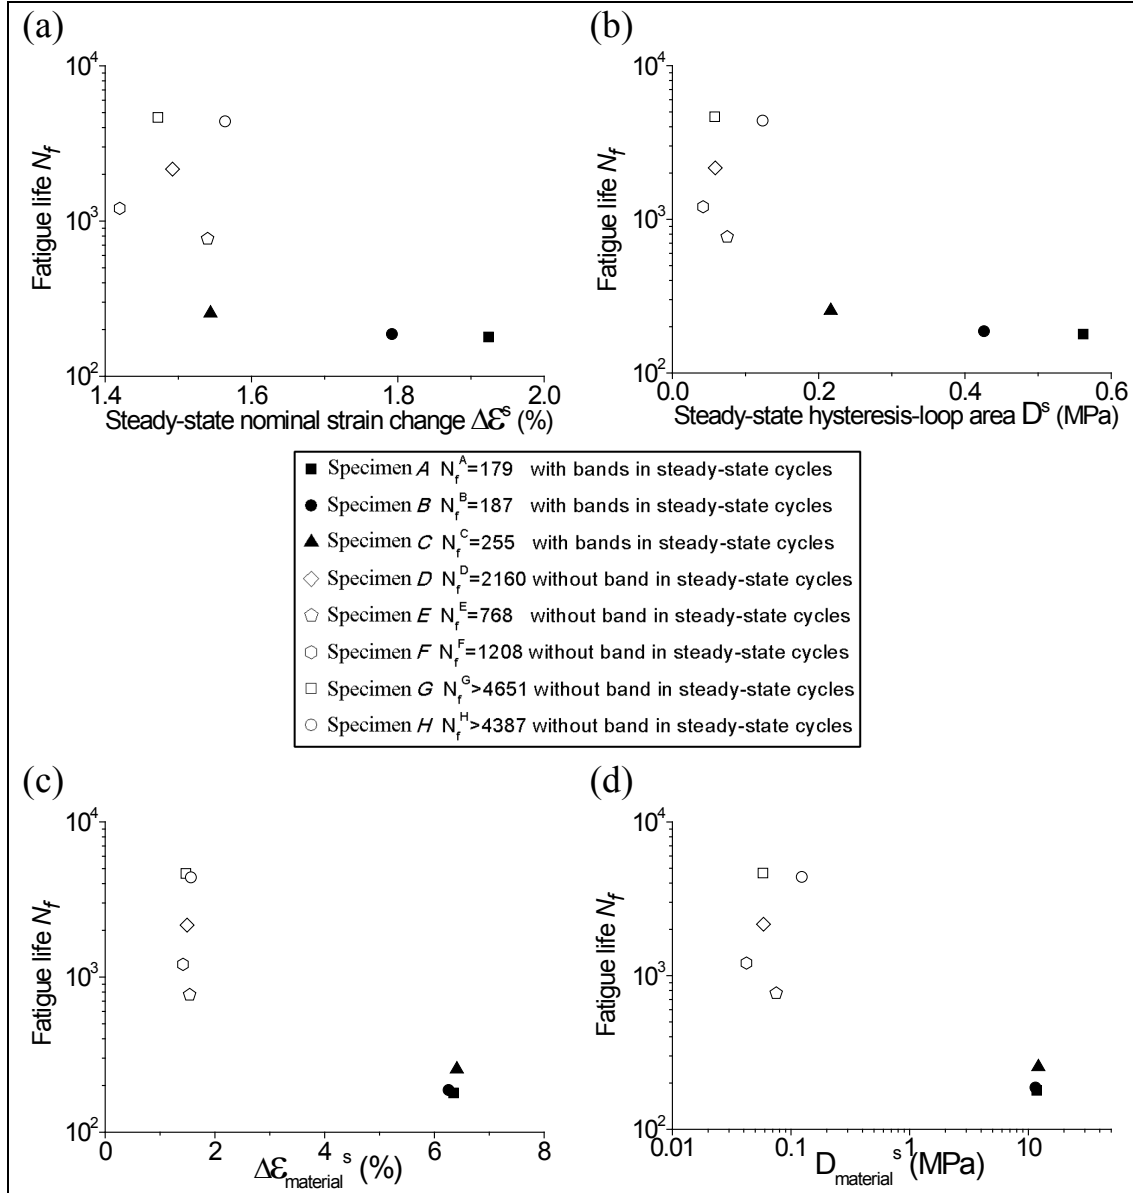 (a)
(b)
10⁴
10³
10²
Fatigue life N_f
1.4 1.6 1.8 2.0
Steady-state nominal strain change Δε^s (%)
10⁴
10³
10²
Fatigue life N_f
0.0 0.2 0.4 0.6
Steady-state hysteresis-loop area D^s (MPa)
Specimen A N_f^A=179 with bands in steady-state cycles
Specimen B N_f^B=187 with bands in steady-state cycles
Specimen C N_f^C=255 with bands in steady-state cycles
Specimen D N_f^D=2160 without band in steady-state cycles
Specimen E N_f^E=768 without band in steady-state cycles
Specimen F N_f^F=1208 without band in steady-state cycles
Specimen G N_f^G>4651 without band in steady-state cycles
Specimen H N_f^H>4387 without band in steady-state cycles
(c)
(d)
10⁴
10³
10²
Fatigue life N_f
0 2 4 6 8
Δε_material^s (%)
10⁴
10³
10²
Fatigue life N_f
0.01 0.1 1 10
D_material^s (MPa)